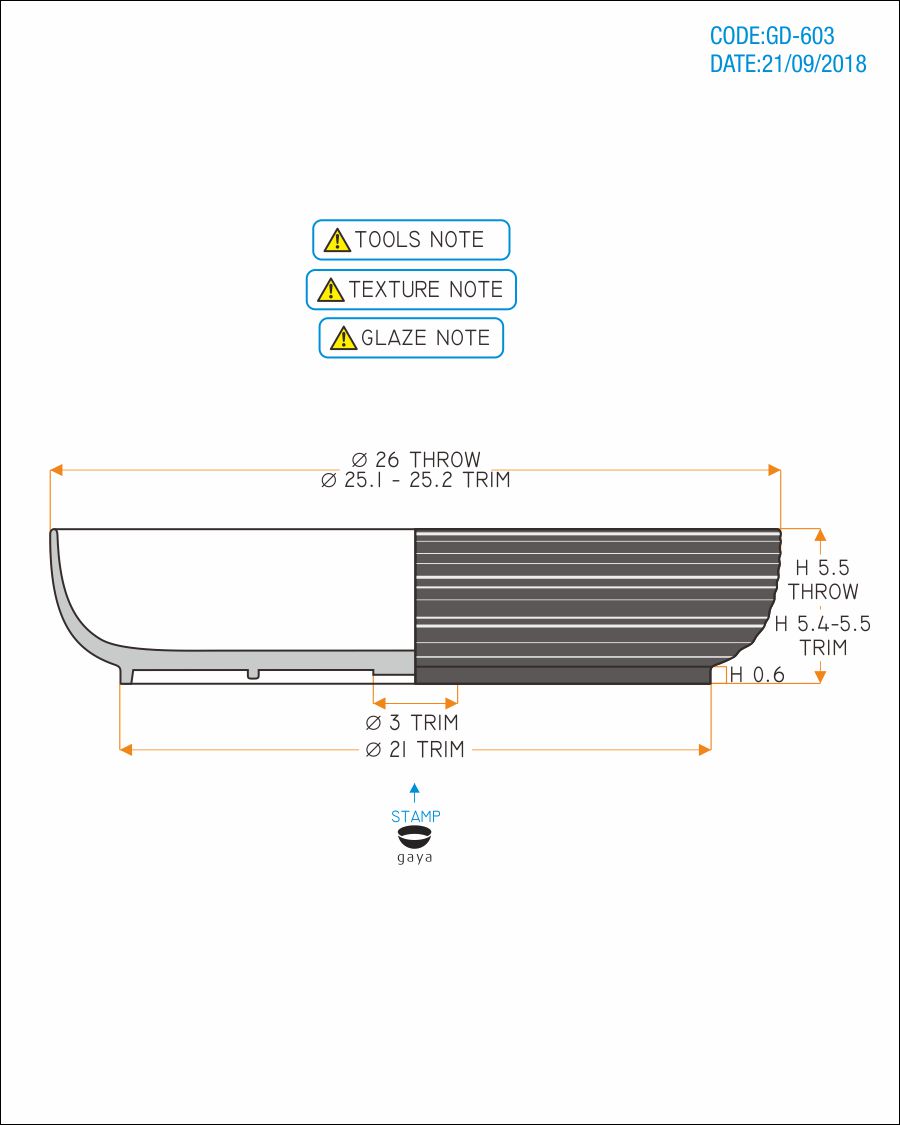 CODE:GD-603
DATE:21/09/2018
TOOLS NOTE
TEXTURE NOTE
GLAZE NOTE
Ø 26 THROW
Ø 25.1 - 25.2 TRIM
H 5.5
THROW
H 5.4-5.5
TRIM
H 0.6
Ø 3 TRIM
Ø 21 TRIM
STAMP
gaya